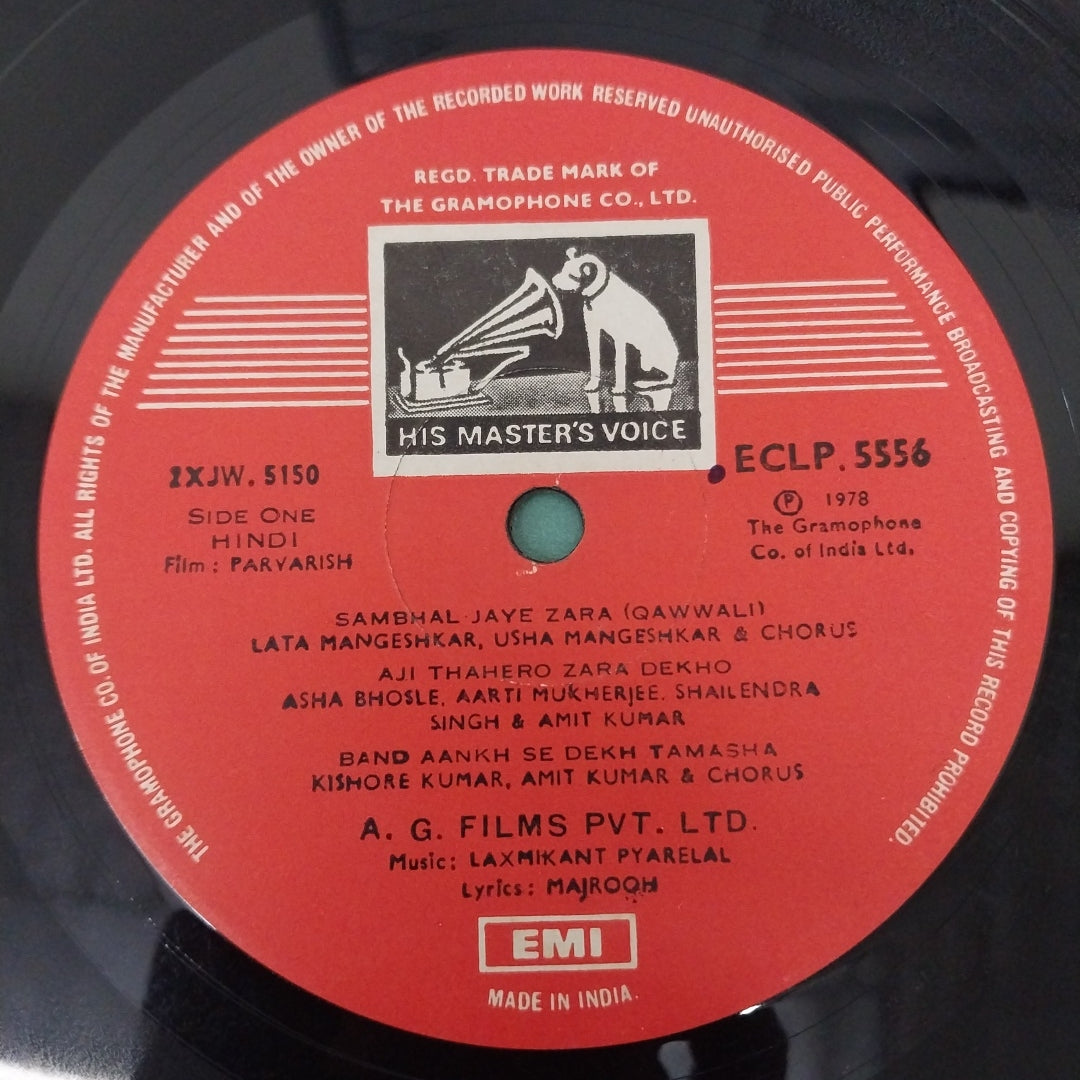 THE GRAMOPHONE CO. OF INDIA LTD. ALL RIGHTS OF THE MANUFACTURER AND OF THE OWNER OF THE RECORDED WORK RESERVED UNAUTHORISED PUBLIC PERFORMANCE BROADCASTING AND COPYING OF THIS RECORD PROHIBITED.
REGD. TRADE MARK OF
THE GRAMOPHONE CO., LTD.
HIS MASTER'S VOICE
2XJW. 5150
SIDE ONE
HINDI
Film : PARVARISH
ECLP. 5556
Ⓟ 1978
The Gramophone
Co. of India Ltd.
SAMBHAL JAYE ZARA (QAWWALI)
LATA MANGESHKAR, USHA MANGESHKAR & CHORUS
AJI THAHERO ZARA DEKHO
ASHA BHOSLE, AARTI MUKHERJEE. SHAILENDRA
SINGH & AMIT KUMAR
BAND AANKH SE DEKH TAMASHA
KISHORE KUMAR, AMIT KUMAR & CHORUS
A. G. FILMS PVT. LTD.
Music: LAXMIKANT PYARELAL
Lyrics: MAJROOH
EMI
MADE IN INDIA.